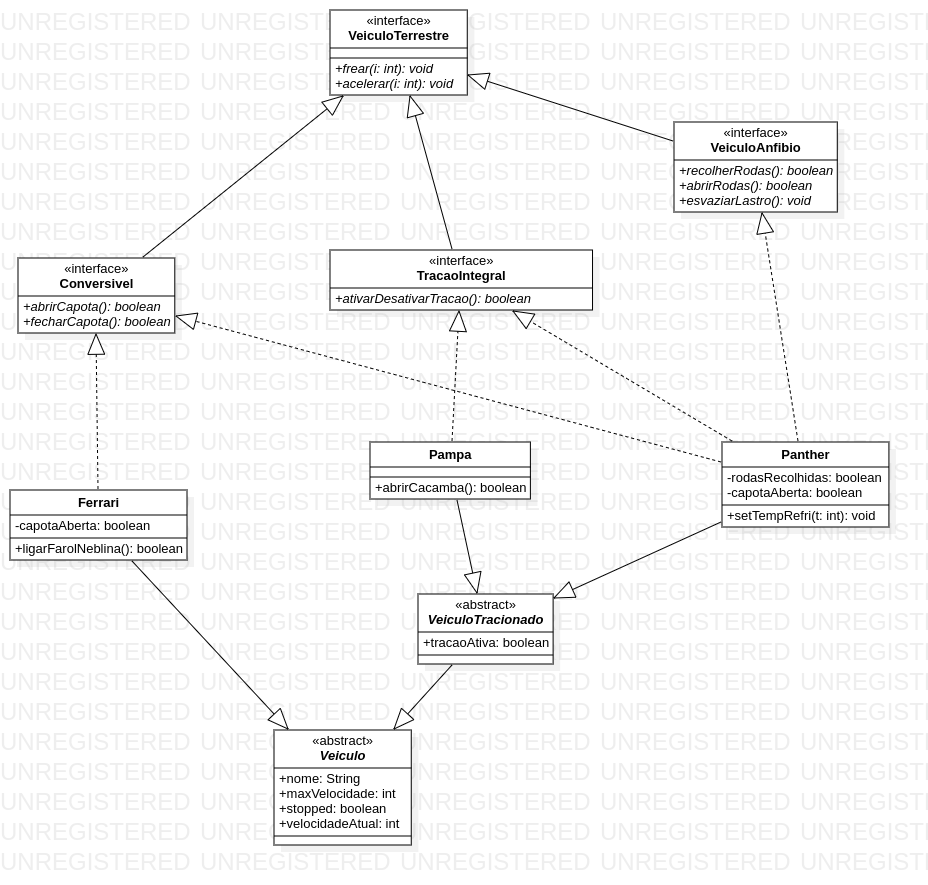 «interface»
VeiculoTerrestre
+frear(i: int): void
+acelerar(i: int): void
«interface»
VeiculoAnfibio
+recolherRodas(): boolean
+abrirRodas(): boolean
+esvaziarLastro(): void
«interface»
Conversivel
+abrirCapota(): boolean
+fecharCapota(): boolean
«interface»
TracaoIntegral
+ativarDesativarTracao(): boolean
Pampa
+abrirCacamba(): boolean
Panther
-rodasRecolhidas: boolean
-capotaAberta: boolean
+setTempRefri(t: int): void
Ferrari
-capotaAberta: boolean
+ligarFarolNeblina(): boolean
«abstract»
VeiculoTracionado
+tracaoAtiva: boolean
«abstract»
Veiculo
+nome: String
+maxVelocidade: int
+stopped: boolean
+velocidadeAtual: int
UNREGISTERED UNREGISTERED UNREGISTERED UNREGISTERED